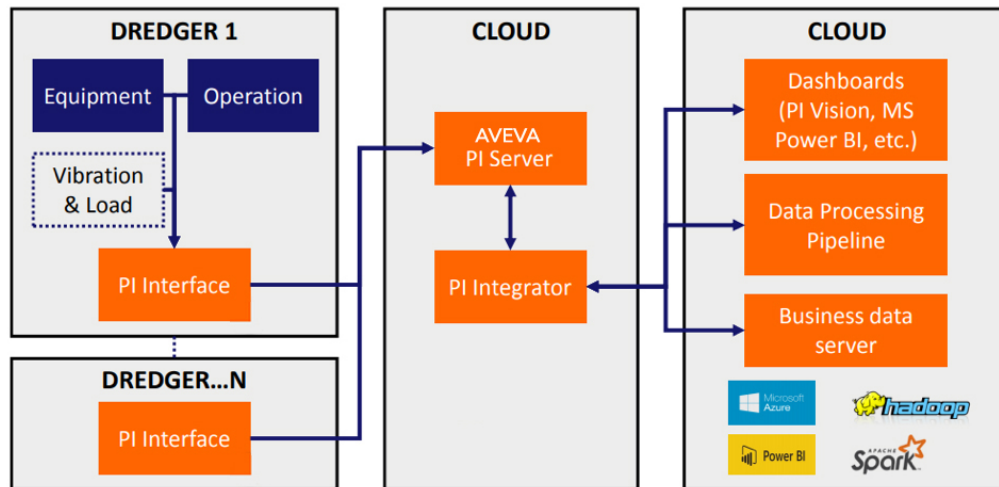 DREDGER 1
Equipment
Operation
Vibration
& Load
PI Interface
DREDGER...N
PI Interface
CLOUD
AVEVA
PI Server
PI Integrator
CLOUD
Dashboards
(PI Vision, MS
Power BI, etc.)
Data Processing
Pipeline
Business data
server
Microsoft
Azure
hadoop
Power BI
APACHE
Spark